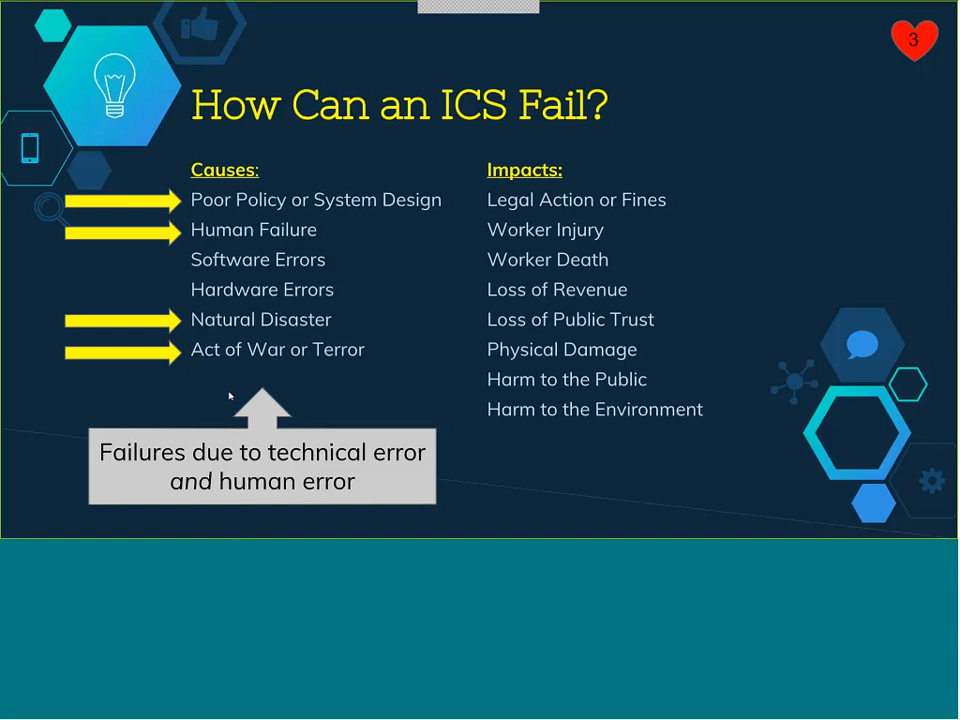 3
How Can an ICS Fail?
Causes:
Poor Policy or System Design
Human Failure
Software Errors
Hardware Errors
Natural Disaster
Act of War or Terror
Failures due to technical error
and human error
Impacts:
Legal Action or Fines
Worker Injury
Worker Death
Loss of Revenue
Loss of Public Trust
Physical Damage
Harm to the Public
Harm to the Environment